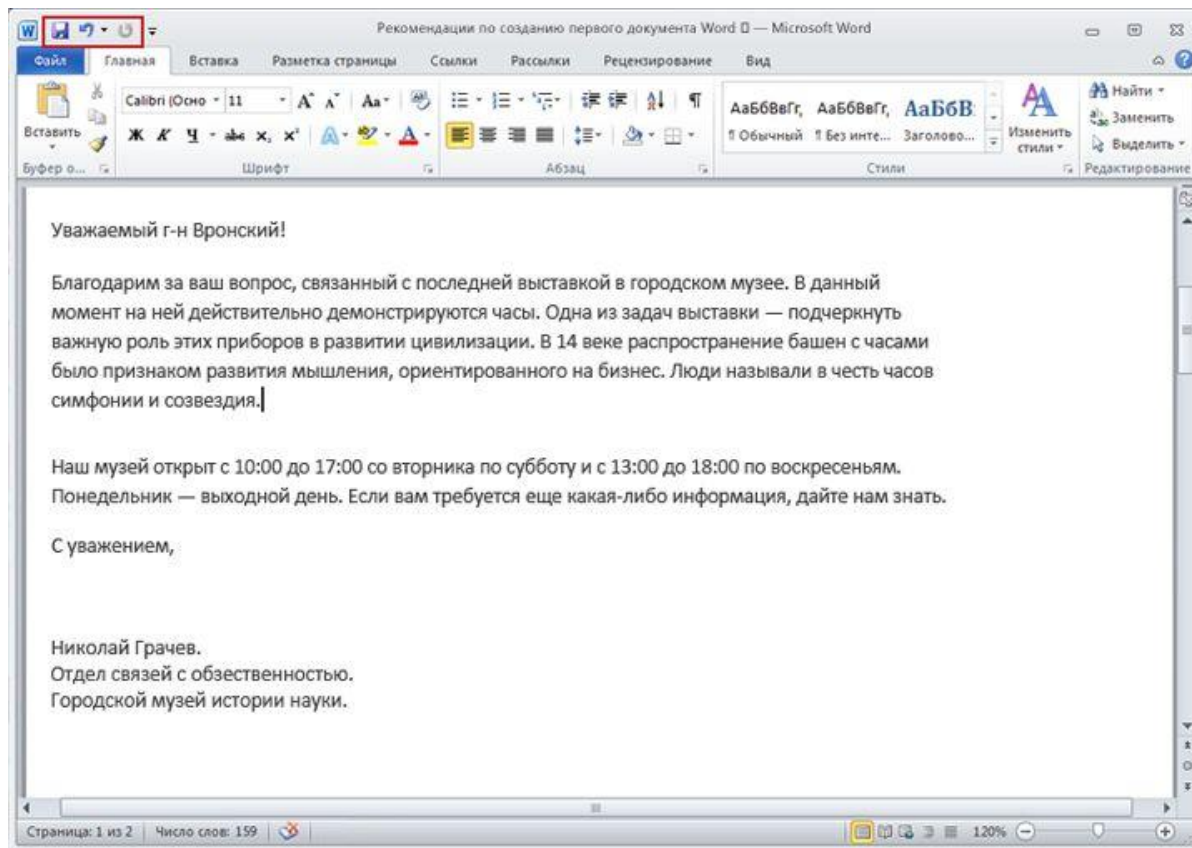 Рекомендации по созданию первого документа Word — Microsoft Word
Файл Главная Вставка Разметка страницы Ссылки Рассылки Рецензирование Вид
Calibri (Осно 11 Аа Найти
АаБбВвГг, АаБбВвГг, АаБбВ Заменить
Вставить Ж К Ч abc x, x² А ¶ Обычный ¶ Без инте... Заголово... Изменить стили Выделить
Буфер о... Шрифт Абзац Стили Редактирование
Уважаемый г-н Вронский!
Благодарим за ваш вопрос, связанный с последней выставкой в городском музее. В данный
момент на ней действительно демонстрируются часы. Одна из задач выставки — подчеркнуть
важную роль этих приборов в развитии цивилизации. В 14 веке распространение башен с часами
было признаком развития мышления, ориентированного на бизнес. Люди называли в честь часов
симфонии и созвездия.
Наш музей открыт с 10:00 до 17:00 со вторника по субботу и с 13:00 до 18:00 по воскресеньям.
Понедельник — выходной день. Если вам требуется еще какая-либо информация, дайте нам знать.
С уважением,
Николай Грачев.
Отдел связей с обзественностью.
Городской музей истории науки.
Страница: 1 из 2 Число слов: 159 120%